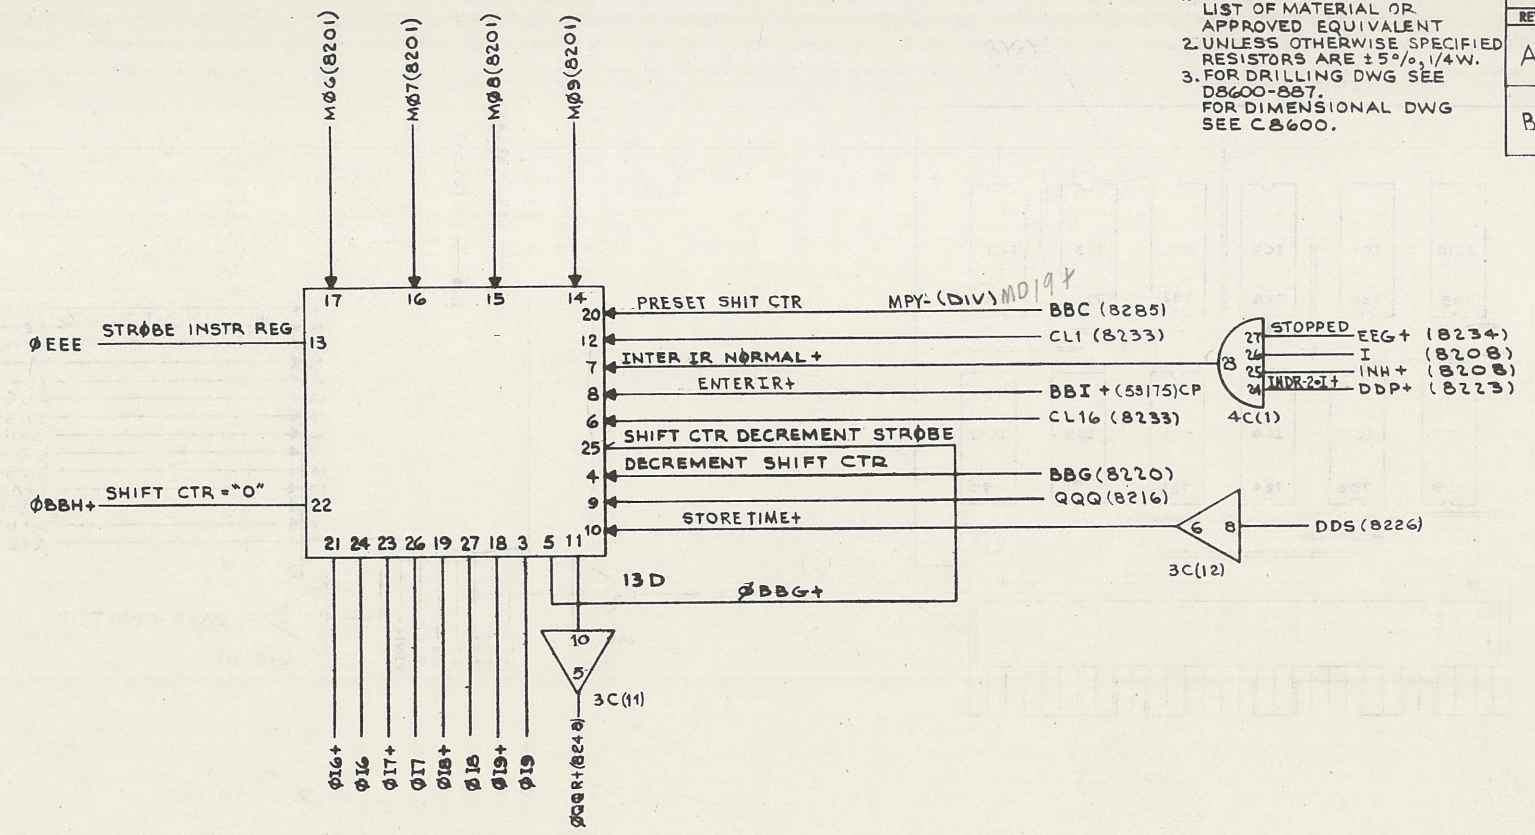 LIST OF MATERIAL OR
APPROVED EQUIVALENT
2. UNLESS OTHERWISE SPECIFIED
RESISTORS ARE ±5%, 1/4W.
3. FOR DRILLING DWG SEE
D8600-887.
FOR DIMENSIONAL DWG
SEE C8600.
RE
A
B
MØ6(8201)
MØ7(8201)
MØ8(8201)
MØ9(8201)
17 16 15 14
ØEEE STRØBE INSTR REG 13
ØBBH+ SHIFT CTR = "O" 22
20 PRESET SHIT CTR MPY-(DIV) MD19+ BBC (8285)
12 CL1 (8233)
7 INTER IR NØRMAL+
8 ENTERIR+ BBI + (59175)CP
6 CL16 (8233)
25 SHIFT CTR DECREMENT STRØBE
4 DECREMENT SHIFT CTR BBG(8220)
9 QQQ(8216)
10 STORETIME+ 6 8 DDS(8226)
3C(12)
23 27 STOPPED EEG+ (8234)
26 I (8208)
25 INH+ (8208)
24 INDR-2•I+ DDP+ (8223)
4C(1)
21 24 23 26 19 27 18 3 5 11
13D
ØBBG+
10
5
3C(11)
ØI6+
ØI6
ØI7+
ØI7
ØI8+
ØI8
ØI9+
ØI9
ØQQR+(8248)